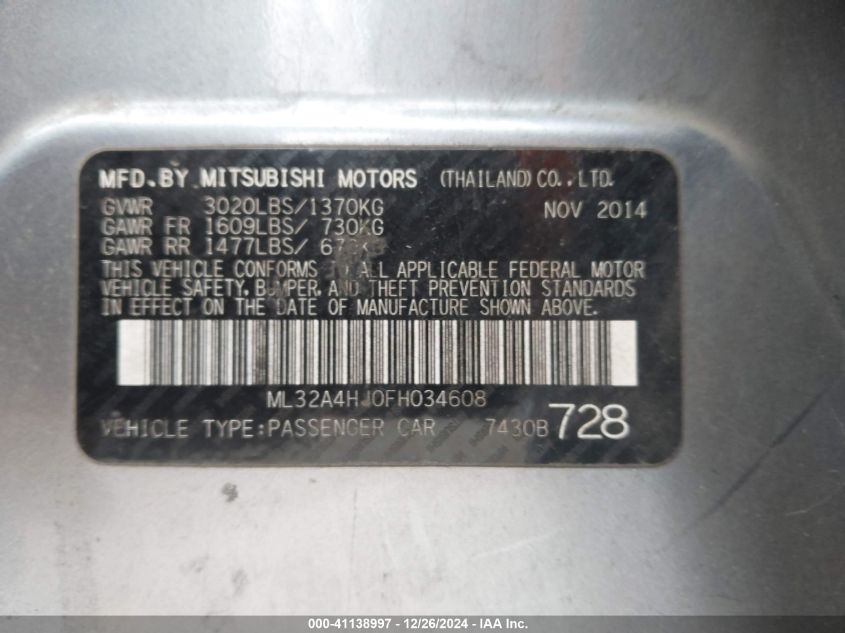 MFD. BY MITSUBISHI MOTORS (THAILAND) CO., LTD.
GVWR 3020LBS/1370KG NOV 2014
GAWR FR 1609LBS/ 730KG
GAWR RR 1477LBS/
THIS VEHICLE CONFORMS TO ALL APPLICABLE FEDERAL MOTOR
VEHICLE SAFETY, BUMPER, AND THEFT PREVENTION STANDARDS
IN EFFECT ON THE DATE OF MANUFACTURE SHOWN ABOVE.
ML32A4HJ0FH034608
VEHICLE TYPE:PASSENGER CAR 7430B 728
000-41138997 - 12/26/2024 - IAA Inc.